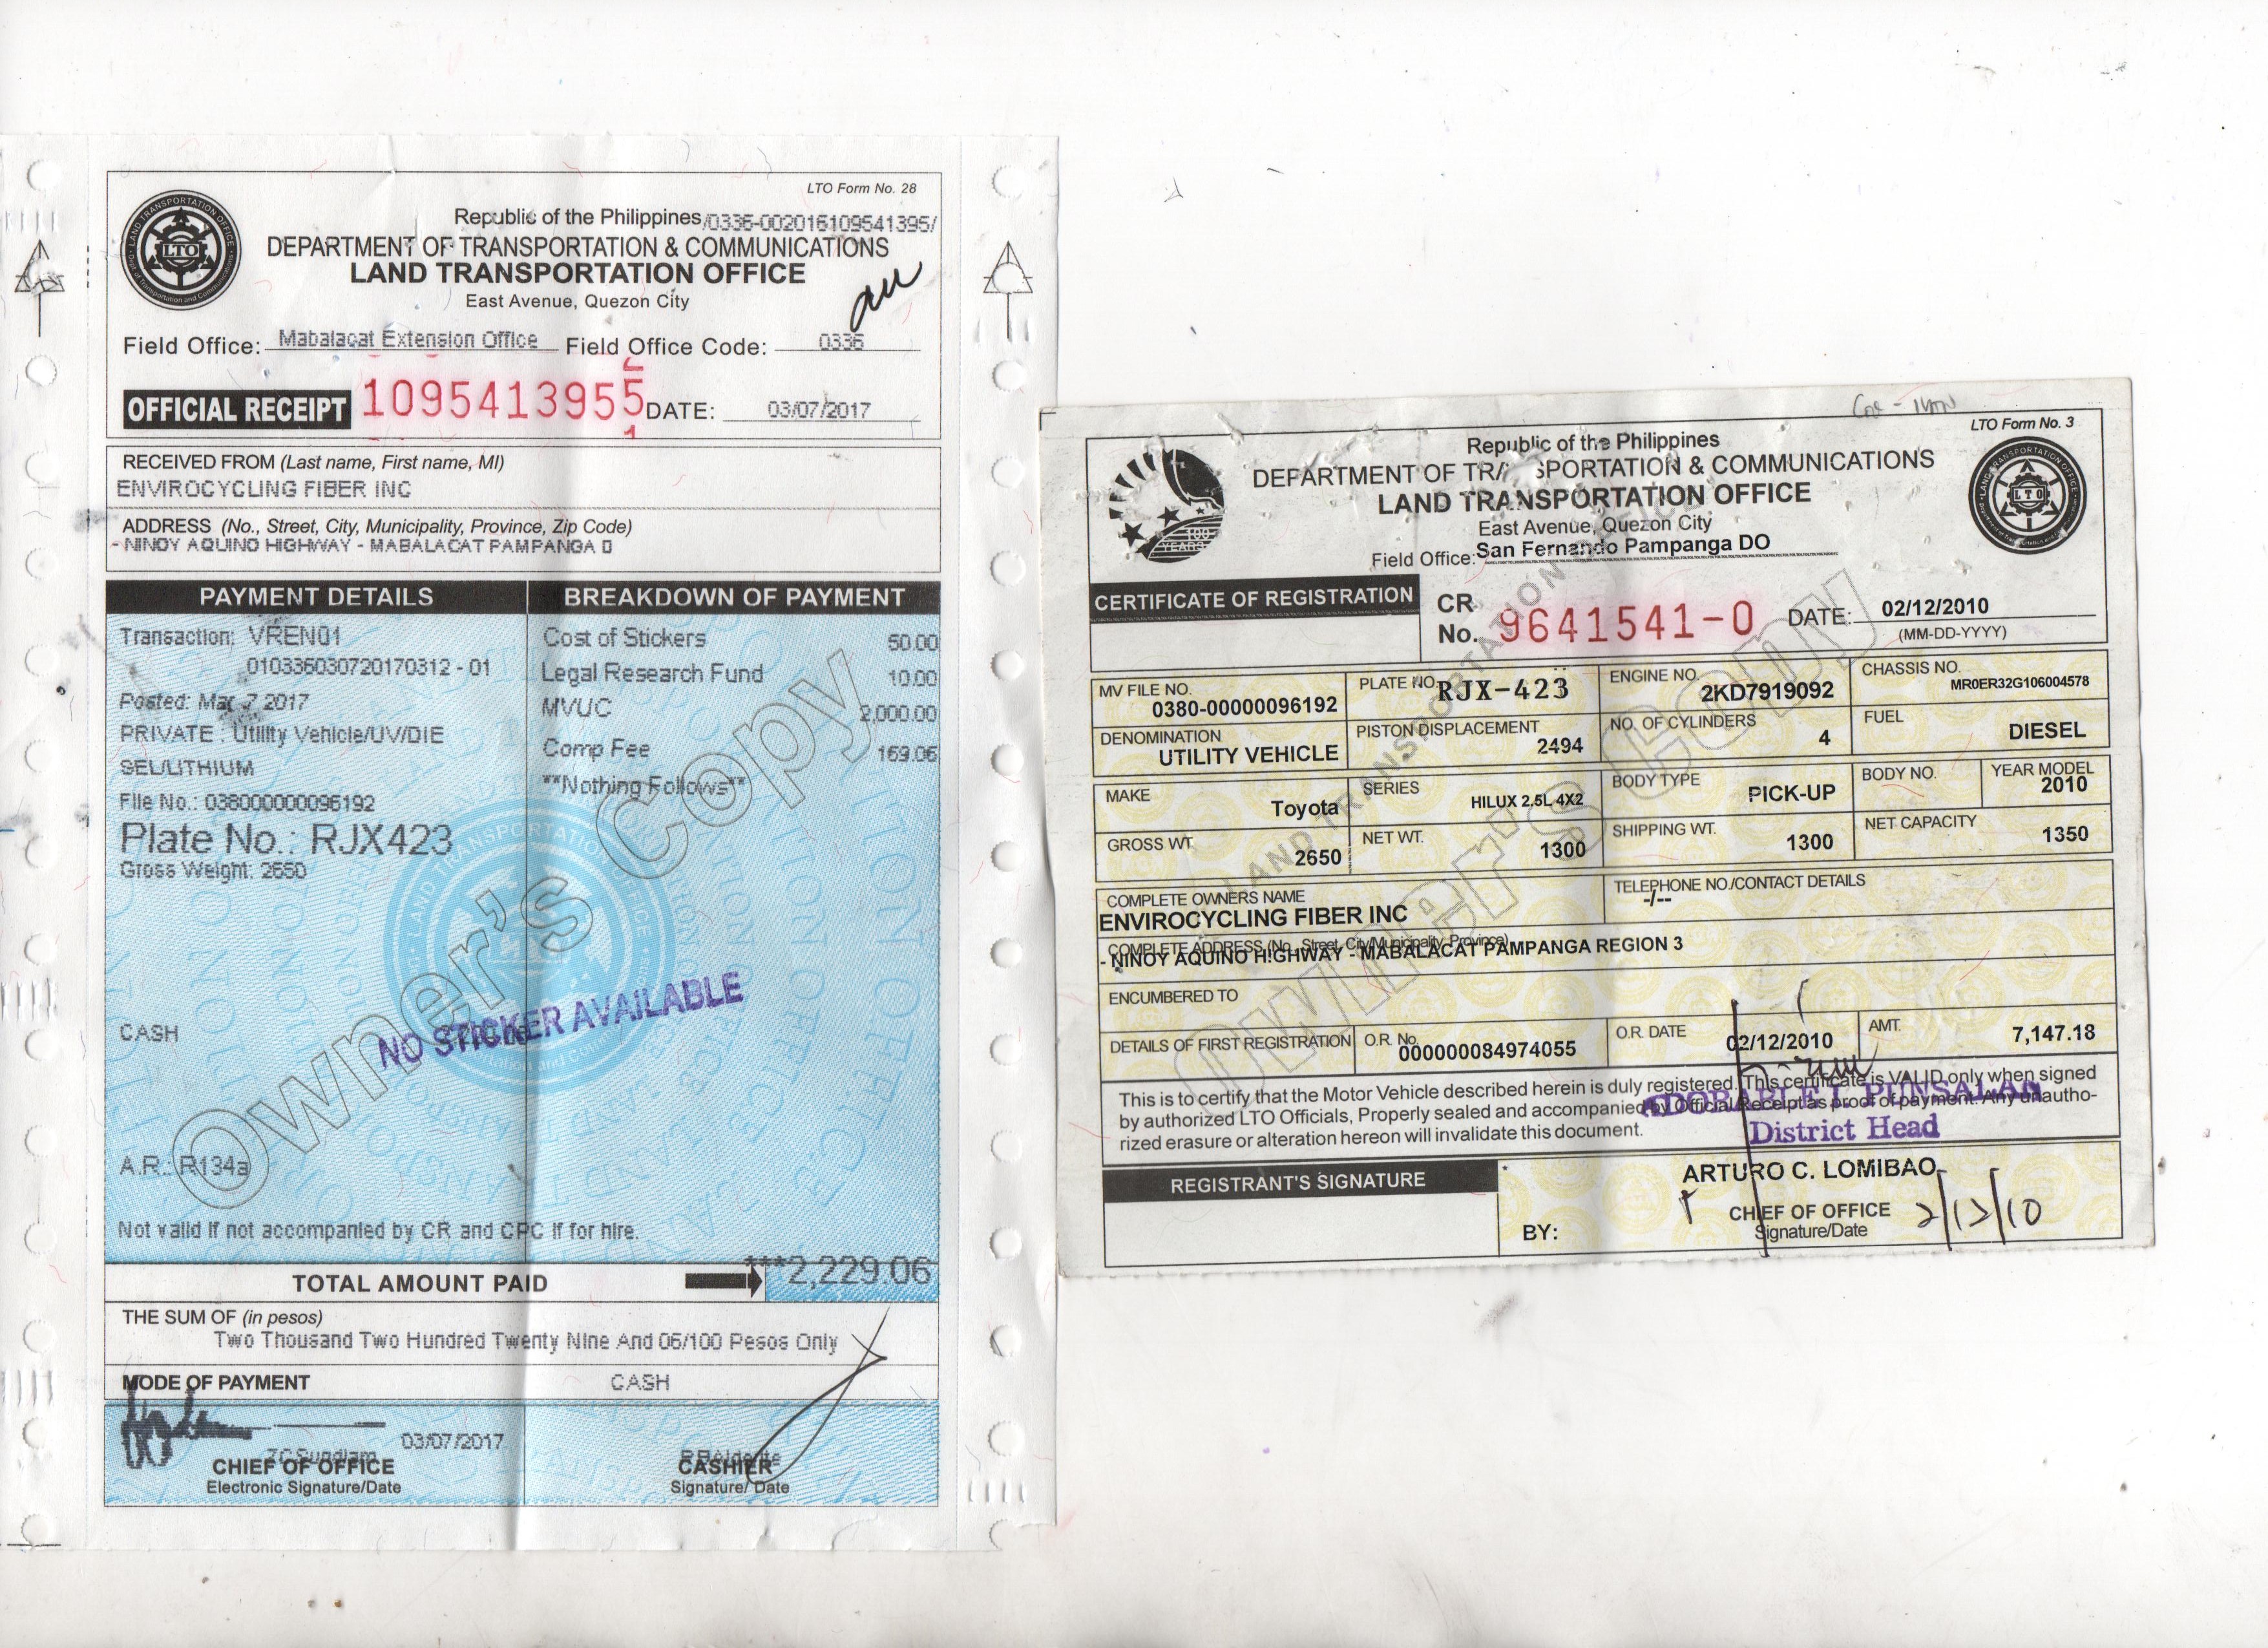 LTO Form No. 28
Republic of the Philippines /0336-002016109541395/
DEPARTMENT OF TRANSPORTATION & COMMUNICATIONS
LAND TRANSPORTATION OFFICE
East Avenue, Quezon City
Field Office: Mabalacat Extension Office Field Office Code: 0336
OFFICIAL RECEIPT 1095413955 DATE: 03/07/2017
RECEIVED FROM (Last name, First name, MI)
ENVIROCYCLING FIBER INC
ADDRESS (No., Street, City, Municipality, Province, Zip Code)
- NINOY AQUINO HIGHWAY - MABALACAT PAMPANGA
PAYMENT DETAILS BREAKDOWN OF PAYMENT
Transaction: VREN01
010336030720170312 - 01
Posted: Mar 7 2017
PRIVATE : Utility Vehicle/UV/DIE
SEL/LITHIUM
File No.: 038000000096192
Plate No.: RJX423
Gross Weight: 2650
Cost of Stickers 50.00
Legal Research Fund 10.00
MVUC 2,000.00
Comp Fee 169.06
**Nothing Follows**
Owner's Copy
NO STICKER AVAILABLE
CASH
A.R.: R134a
Not valid if not accompanied by CR and CPC if for hire.
TOTAL AMOUNT PAID ***2,229.06
THE SUM OF (in pesos)
Two Thousand Two Hundred Twenty Nine And 06/100 Pesos Only
MODE OF PAYMENT CASH
03/07/2017
CHIEF OF OFFICE
Electronic Signature/Date
CASHIER
Signature/ Date
LTO Form No. 3
Republic of the Philippines
DEPARTMENT OF TRANSPORTATION & COMMUNICATIONS
LAND TRANSPORTATION OFFICE
East Avenue, Quezon City
Field Office: San Fernando Pampanga DO
100 YEARS
LTO
CERTIFICATE OF REGISTRATION
CR No. 9641541-0 DATE: 02/12/2010
(MM-DD-YYYY)
MV FILE NO. 0380-00000096192
PLATE NO. RJX-423
ENGINE NO. 2KD7919092
CHASSIS NO. MR0ER32G106004578
DENOMINATION UTILITY VEHICLE
PISTON DISPLACEMENT 2494
NO. OF CYLINDERS 4
FUEL DIESEL
MAKE Toyota
SERIES HILUX 2.5L 4X2
BODY TYPE PICK-UP
BODY NO.
YEAR MODEL 2010
GROSS WT. 2650
NET WT. 1300
SHIPPING WT. 1300
NET CAPACITY 1350
COMPLETE OWNERS NAME
ENVIROCYCLING FIBER INC
TELEPHONE NO./CONTACT DETAILS
-/--
COMPLETE ADDRESS (No., Street, City/Municipality, Province)
- NINOY AQUINO HIGHWAY - MABALACAT PAMPANGA REGION 3
ENCUMBERED TO
DETAILS OF FIRST REGISTRATION
O.R. No. 000000084974055
O.R. DATE 02/12/2010
AMT. 7,147.18
This is to certify that the Motor Vehicle described herein is duly registered. This certificate is VALID only when signed
by authorized LTO Officials, Properly sealed and accompanied by Official Receipt as proof of payment. Any unautho-
rized erasure or alteration hereon will invalidate this document.
ADORABLE L. PUNSALAN
District Head
REGISTRANT'S SIGNATURE
ARTURO C. LOMIBAO
CHIEF OF OFFICE
BY: Signature/Date
2/12/10
Owner's Copy
LAND TRANSPORTATION OFFICE